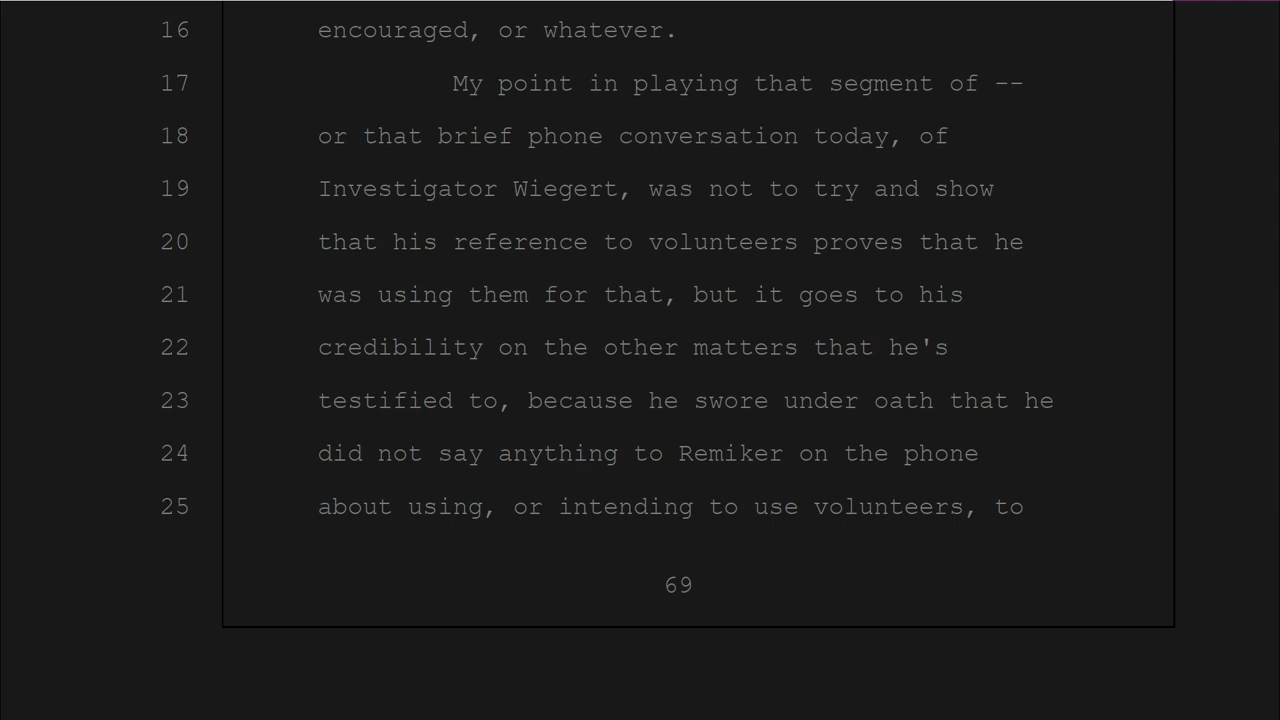 16 encouraged, or whatever.
17 My point in playing that segment of --
18 or that brief phone conversation today, of
19 Investigator Wiegert, was not to try and show
20 that his reference to volunteers proves that he
21 was using them for that, but it goes to his
22 credibility on the other matters that he's
23 testified to, because he swore under oath that he
24 did not say anything to Remiker on the phone
25 about using, or intending to use volunteers, to
69